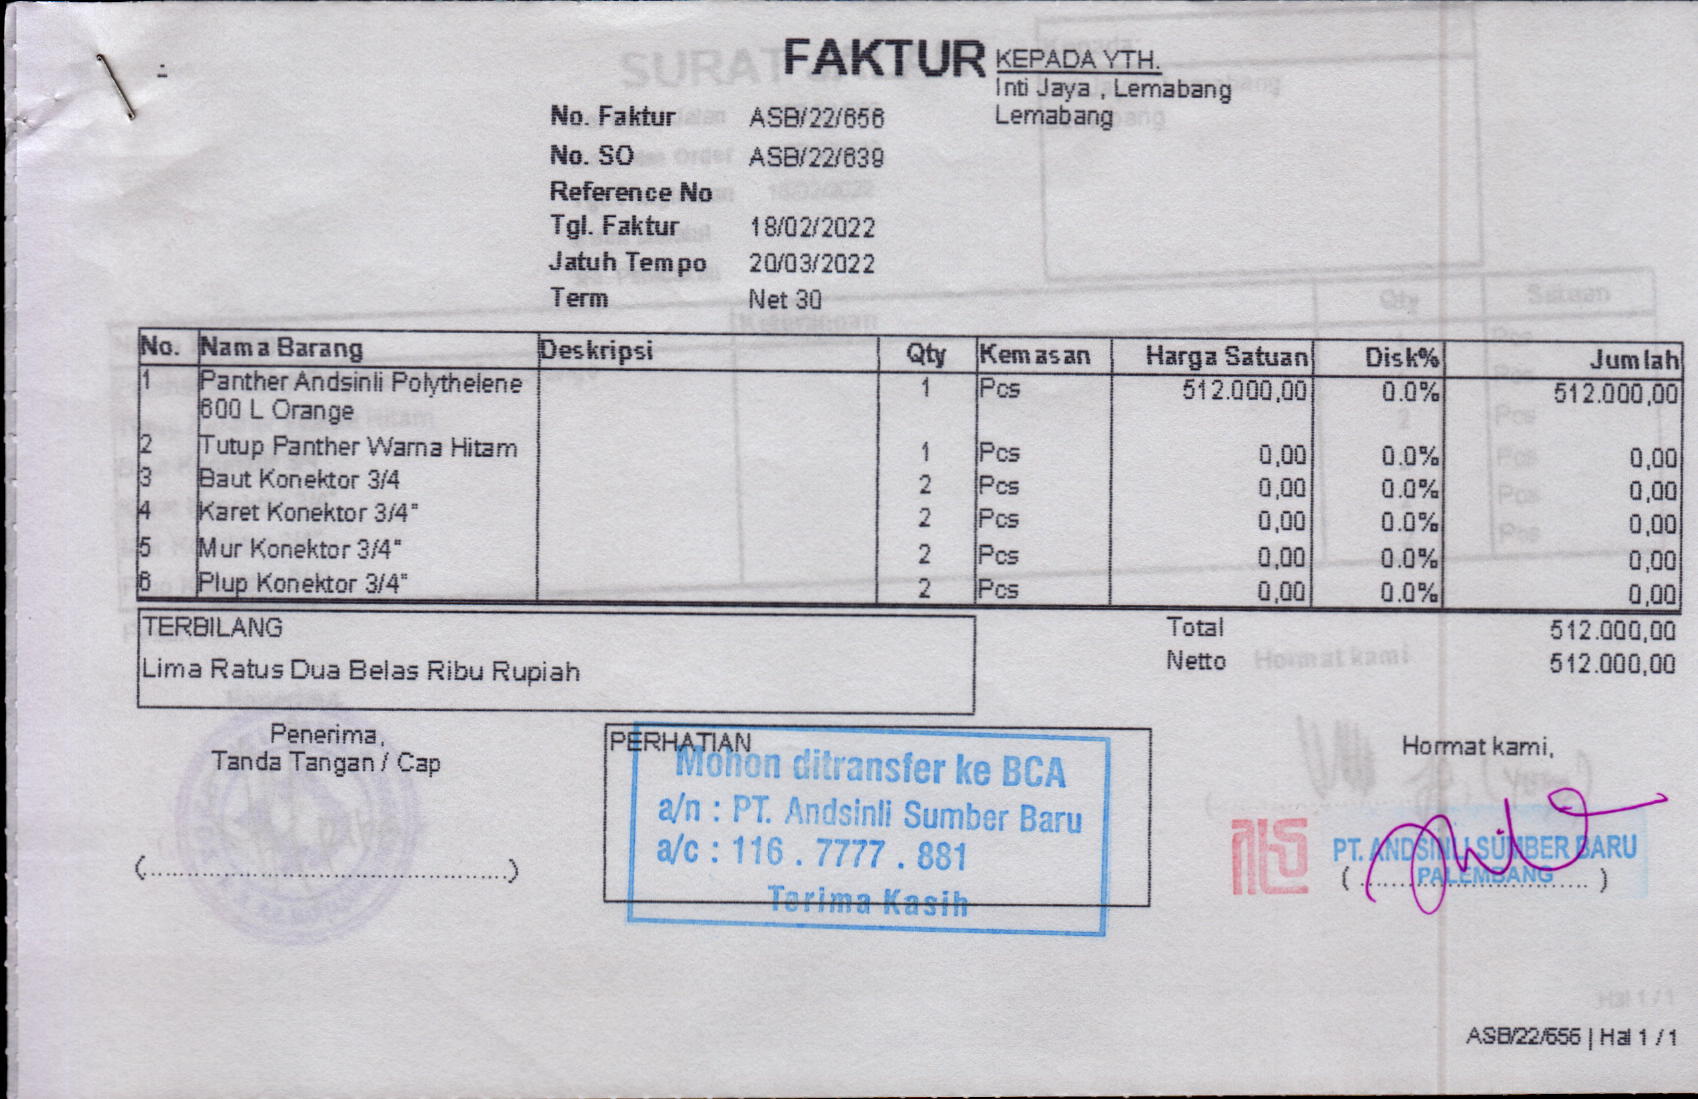 FAKTUR
KEPADA YTH.
Inti Jaya , Lemabang
Lemabang
No. Faktur ASB/22/656
No. SO ASB/22/639
Reference No
Tgl. Faktur 18/02/2022
Jatuh Tempo 20/03/2022
Term Net 30
No. Nama Barang Deskripsi Qty Kemasan Harga Satuan Disk% Jumlah
1 Panther Andsinli Polythelene 1 Pcs 512.000,00 0.0% 512.000,00
600 L Orange
2 Tutup Panther Warna Hitam 1 Pcs 0,00 0.0% 0,00
3 Baut Konektor 3/4 2 Pcs 0,00 0.0% 0,00
4 Karet Konektor 3/4" 2 Pcs 0,00 0.0% 0,00
5 Mur Konektor 3/4" 2 Pcs 0,00 0.0% 0,00
6 Plup Konektor 3/4" 2 Pcs 0,00 0.0% 0,00
TERBILANG
Lima Ratus Dua Belas Ribu Rupiah
Total 512.000,00
Netto 512.000,00
Penerima,
Tanda Tangan / Cap
(..........................................)
PERHATIAN
Mohon ditransfer ke BCA
a/n : PT. Andsinli Sumber Baru
a/c : 116 . 7777 . 881
Terima Kasih
Hormat kami,
PT. ANDSINLI SUMBER BARU
PALEMBANG
(..........................)
ASB/22/656 | Hal 1 / 1